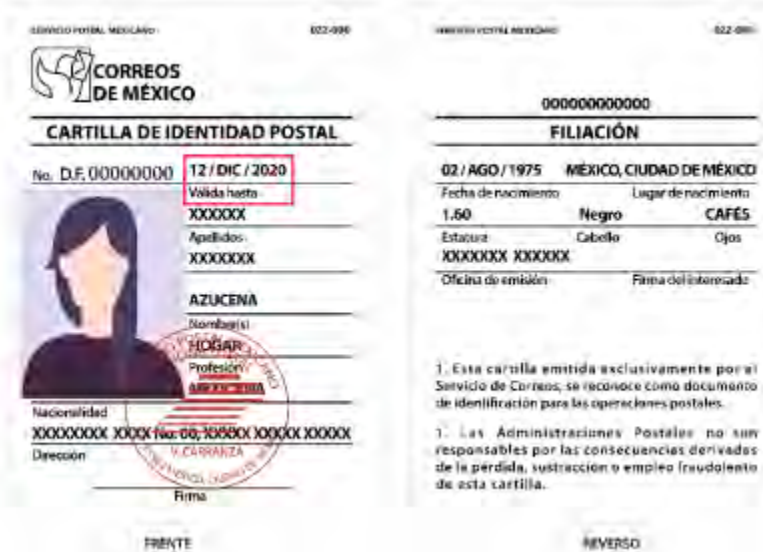 SERVICIO POSTAL MEXICANO 022-000
CORREOS
DE MÉXICO
CARTILLA DE IDENTIDAD POSTAL
No. D.F. 00000000 12 / DIC / 2020
Válida hasta
XXXXXX
Apellidos
XXXXXXX
AZUCENA
Nombre(s)
HOGAR
Profesión
MEXICANA
Nacionalidad
XXXXXXXX XXXX No. 00, XXXXX XXXXX XXXXX
Dirección
V. CARRANZA
Firma
FRENTE
SERVICIO POSTAL MEXICANO 022-000
000000000000
FILIACIÓN
02 / AGO / 1975 MÉXICO, CIUDAD DE MÉXICO
Fecha de nacimiento Lugar de nacimiento
1.60 Negro CAFÉS
Estatura Cabello Ojos
XXXXXXX XXXXXX
Oficina de emisión Firma del interesado
1. Esta cartilla emitida exclusivamente por el
Servicio de Correos, se reconoce como documento
de identificación para las operaciones postales.
1. Las Administraciones Postales no son
responsables por las consecuencias derivadas
de la pérdida, sustracción o empleo fraudolento
de esta cartilla.
REVERSO